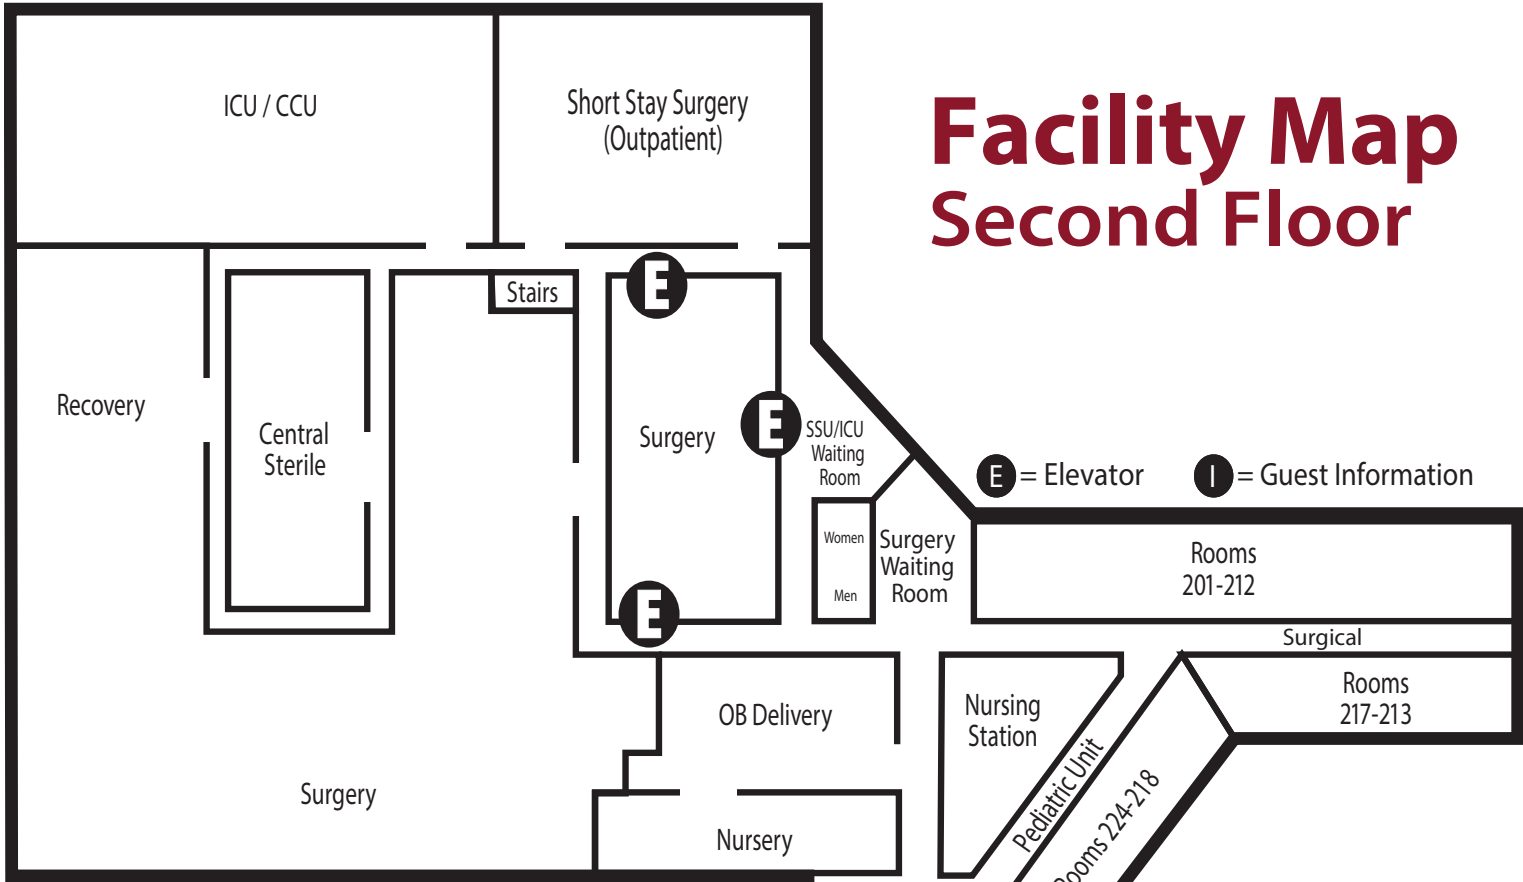 ICU / CCU
Short Stay Surgery
(Outpatient)
Facility Map
Second Floor
E
Stairs
Recovery
Central
Sterile
Surgery
E
SSU/ICU
Waiting
Room
E = Elevator
I = Guest Information
Women
Men
Surgery
Waiting
Room
Rooms
201-212
E
Surgical
Rooms
217-213
OB Delivery
Nursing
Station
Pediatric Unit
Rooms 224-218
Surgery
Nursery